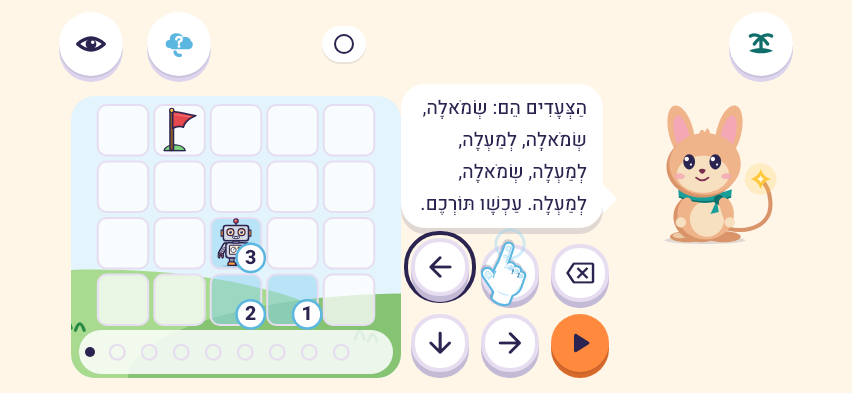 ?
הַצְּעָדִים הֵם: שְׂמֹאלָה,
שְׂמֹאלָה, לְמַעְלָה,
לְמַעְלָה, שְׂמֹאלָה,
לְמַעְלָה. עַכְשָׁו תּוֹרְכֶם.
3
2
1